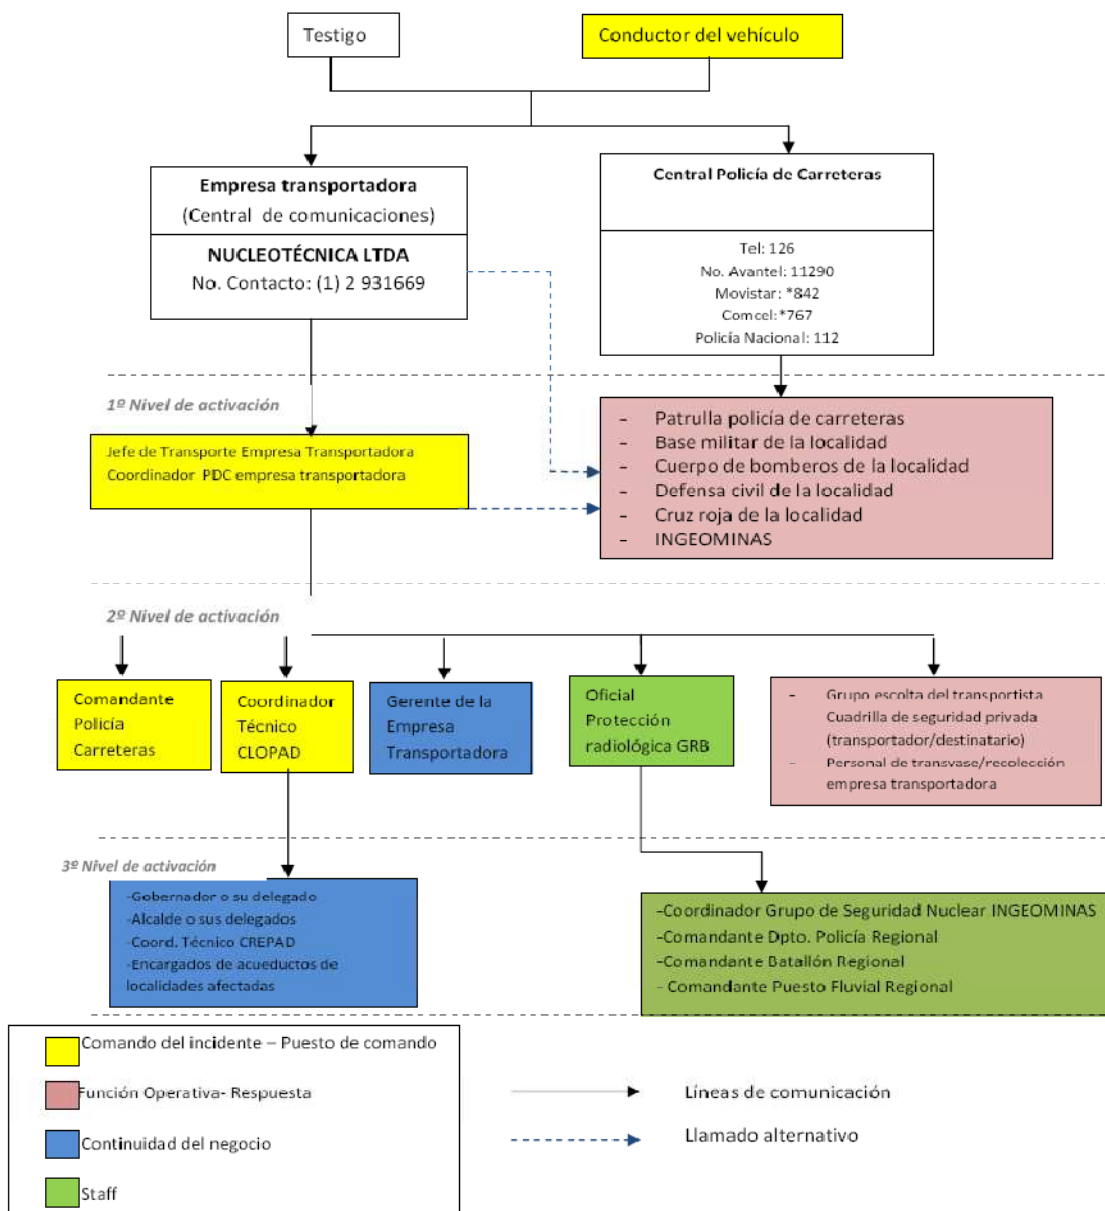 Testigo
Conductor del vehículo
Empresa transportadora
(Central de comunicaciones)
NUCLEOTÉCNICA LTDA
No. Contacto: (1) 2 931669
Central Policía de Carreteras
Tel: 126
No. Avantel: 11290
Movistar: *842
Comcel:*767
Policía Nacional: 112
1º Nivel de activación
Jefe de Transporte Empresa Transportadora
Coordinador PDC empresa transportadora
- Patrulla policía de carreteras
- Base militar de la localidad
- Cuerpo de bomberos de la localidad
- Defensa civil de la localidad
- Cruz roja de la localidad
- INGEOMINAS
2º Nivel de activación
Comandante
Policía
Carreteras
Coordinador
Técnico
CLOPAD
Gerente de la
Empresa
Transportadora
Oficial
Protección
radiológica GRB
- Grupo escolta del transportista
Cuadrilla de seguridad privada
(transportador/destinatario)
- Personal de transvase/recolección
empresa transportadora
3º Nivel de activación
-Gobernador o su delegado
-Alcalde o sus delegados
-Coord. Técnico CREPAD
-Encargados de acueductos de
localidades afectadas
-Coordinador Grupo de Seguridad Nuclear INGEOMINAS
-Comandante Dpto. Policía Regional
-Comandante Batallón Regional
- Comandante Puesto Fluvial Regional
Comando del incidente – Puesto de comando
Función Operativa- Respuesta
Continuidad del negocio
Staff
Líneas de comunicación
Llamado alternativo